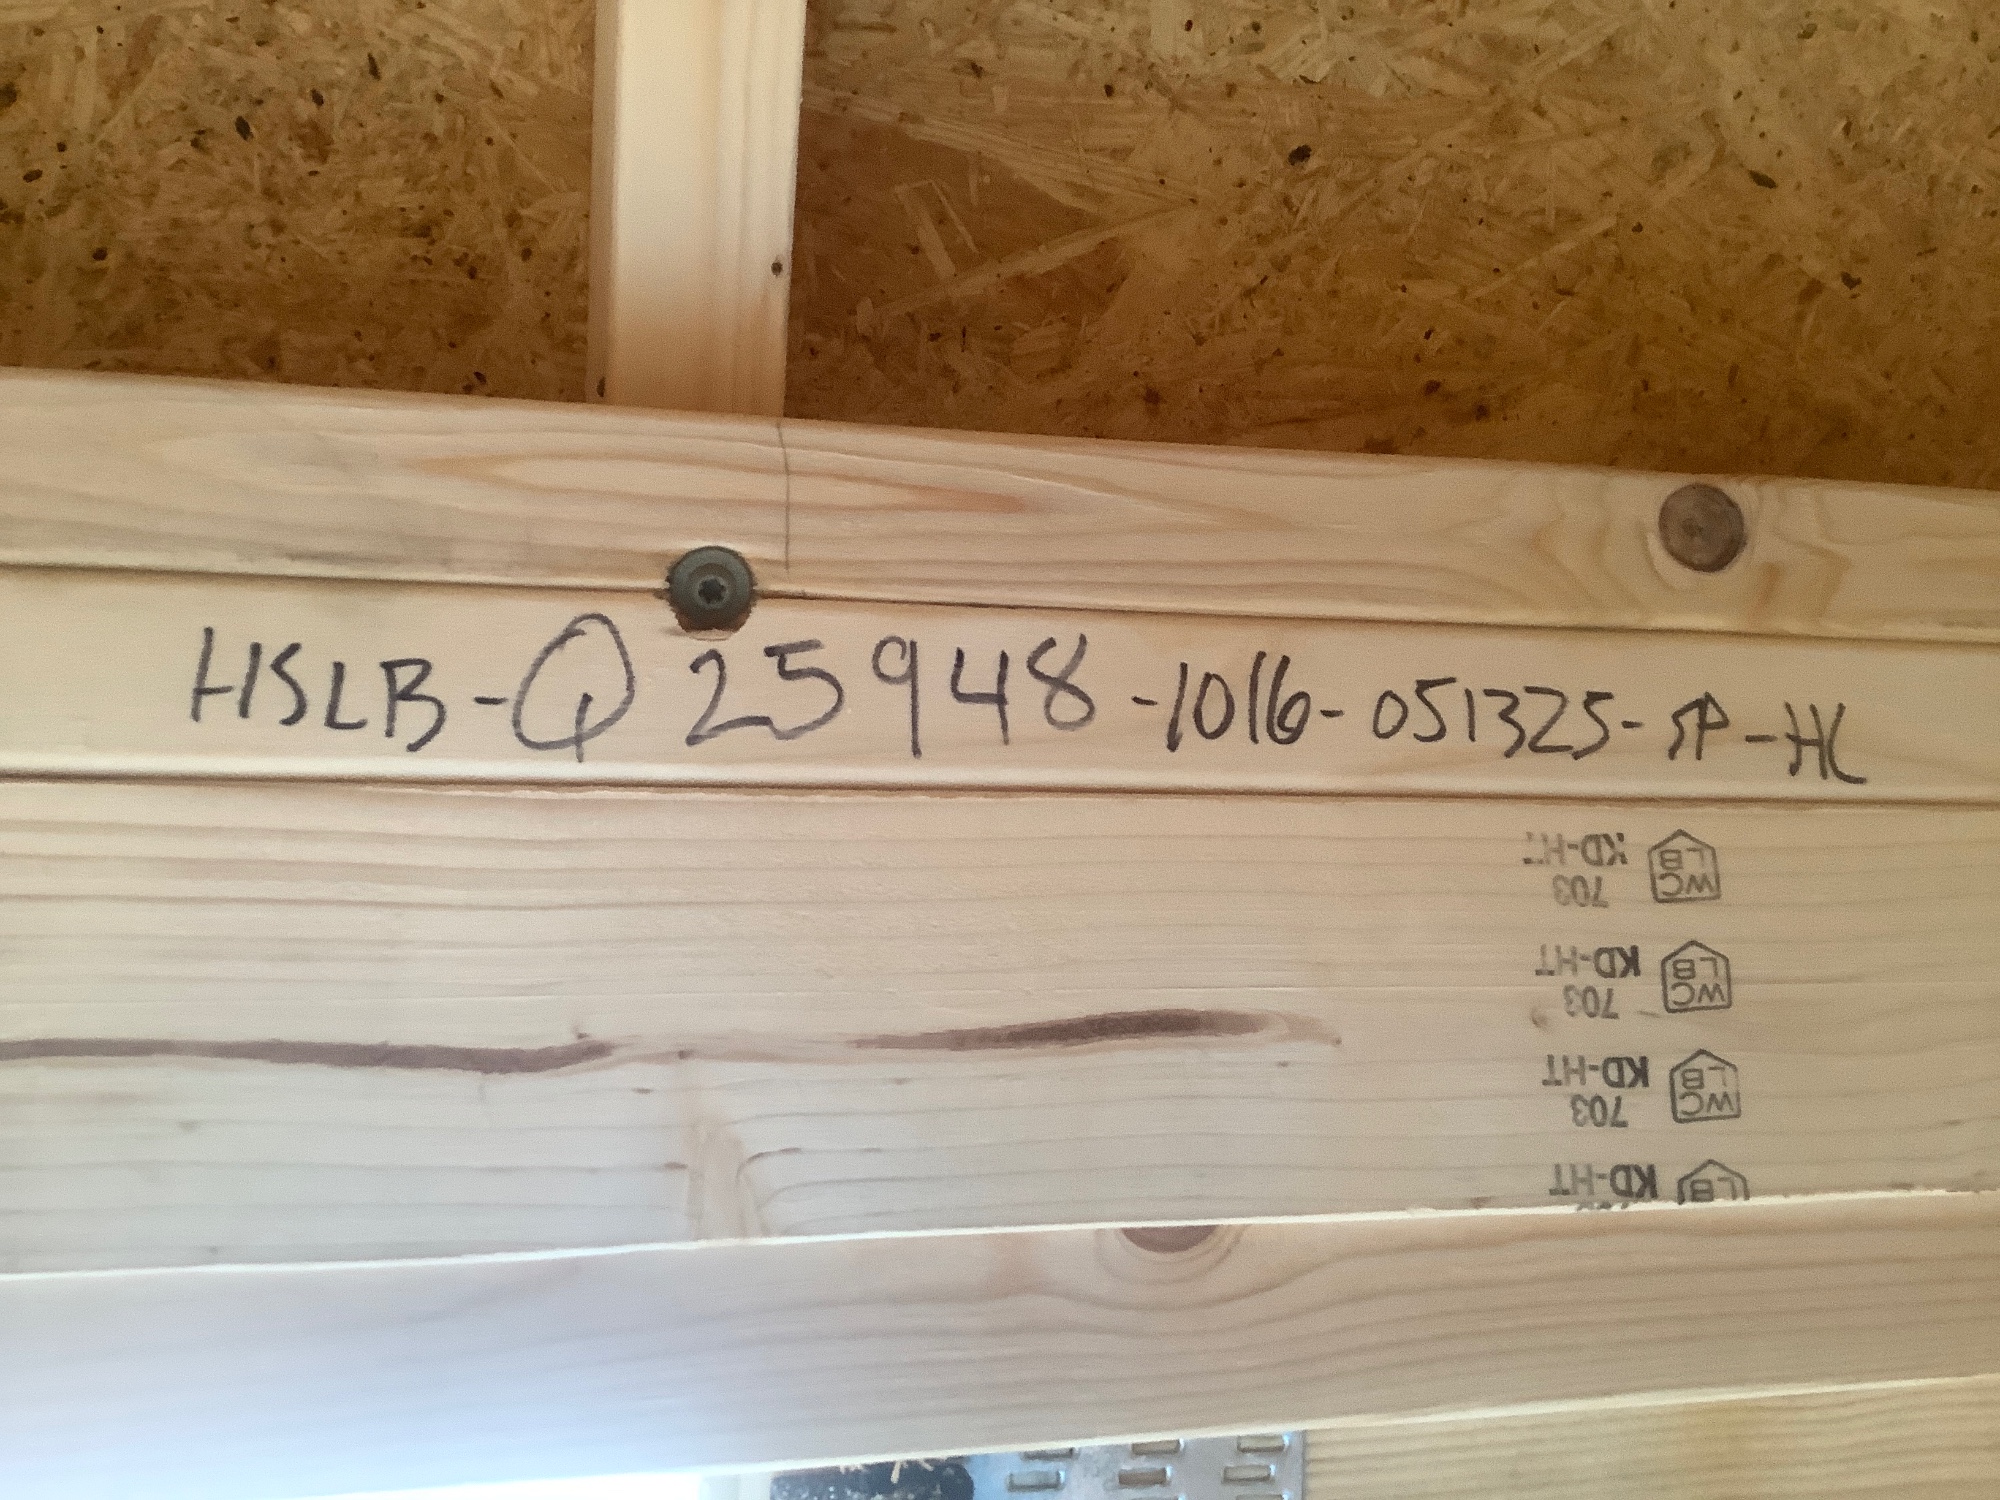 HSLB-Q25948-1016-051325-SP-HC
KD-HT WC LB
703
KD-HT WC LB
703
KD-HT WC LB
703
KD-HT LB